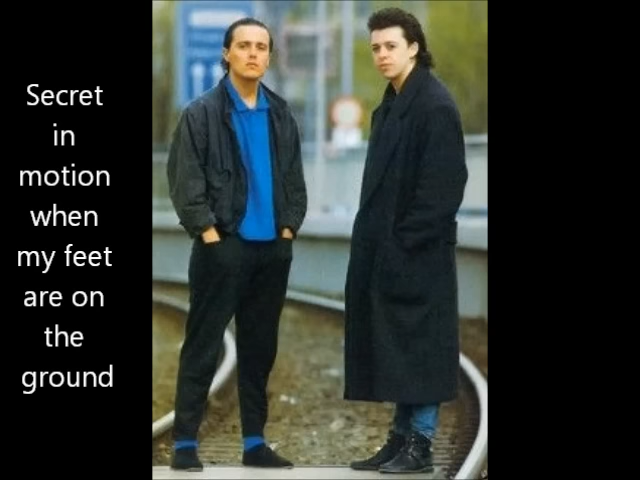 Secret
in
motion
when
my feet
are on
the
ground